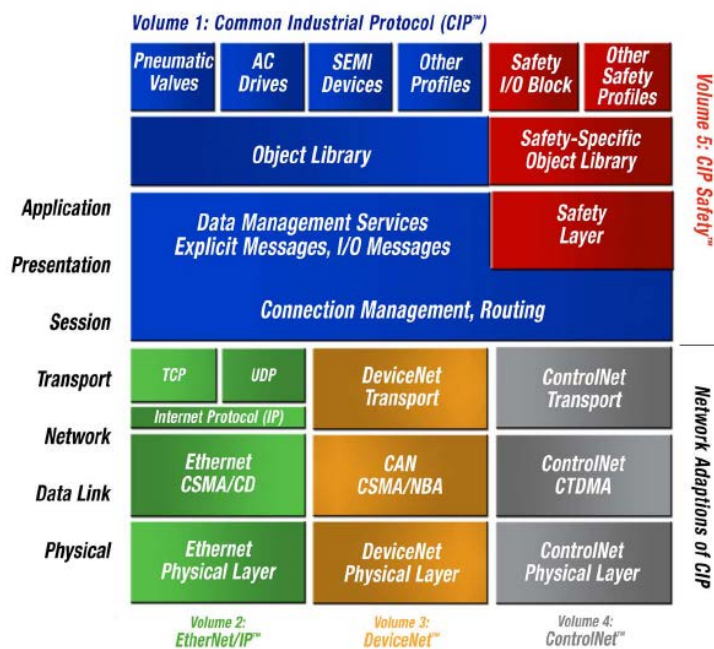 Volume 1: Common Industrial Protocol (CIP™)
Pneumatic
Valves
AC
Drives
SEMI
Devices
Other
Profiles
Safety
I/O Block
Other
Safety
Profiles
Object Library
Safety-Specific
Object Library
Volume 5: CIP Safety™
Application
Presentation
Session
Data Management Services
Explicit Messages, I/O Messages
Safety
Layer
Connection Management, Routing
Transport
Network
Data Link
Physical
TCP
UDP
Internet Protocol (IP)
DeviceNet
Transport
ControlNet
Transport
Ethernet
CSMA/CD
CAN
CSMA/NBA
ControlNet
CTDMA
Ethernet
Physical Layer
DeviceNet
Physical Layer
ControlNet
Physical Layer
Network Adaptions of CIP
Volume 2:
EtherNet/IP™
Volume 3:
DeviceNet™
Volume 4:
ControlNet™